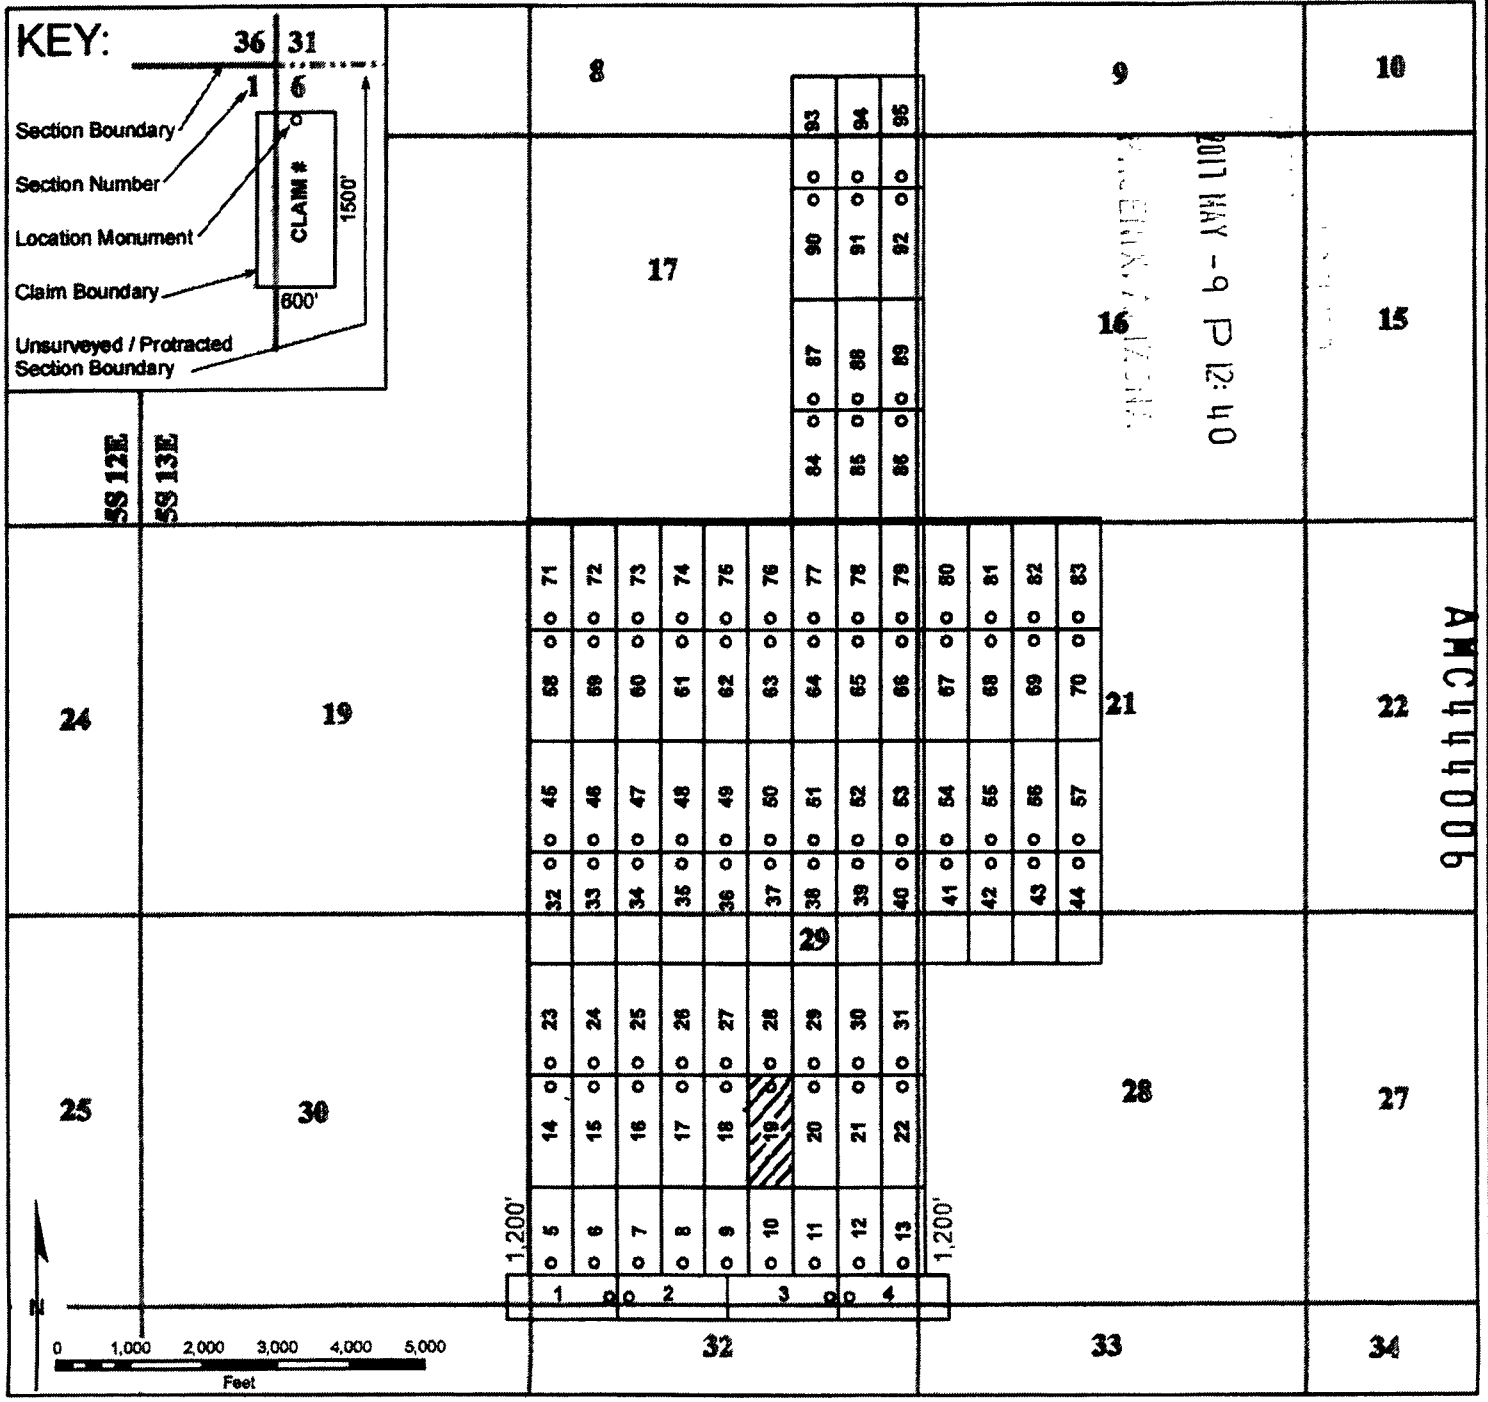 KEY:
36 31
1 6
Section Boundary
Section Number
Location Monument
Claim Boundary
Unsurveyed / Protracted
Section Boundary
CLAIM #
1500'
600'
8
9
10
93 94 95
17
90 91 92
16
15
2017 MAY -9 P 12: 40
87 88 89
84 85 86
5S 12E
5S 13E
71 72 73 74 75 76 77 78 79 80 81 82 83
58 59 60 61 62 63 64 65 66 67 68 69 70
24
19
21
22
AMC444006
45 46 47 48 49 50 51 52 53 54 55 56 57
32 33 34 35 36 37 38 39 40 41 42 43 44
29
23 24 25 26 27 28 29 30 31
25
30
28
27
14 15 16 17 18 19 20 21 22
1,200'
5 6 7 8 9 10 11 12 13
1,200'
1 2 3 4
N
32
33
34
0 1,000 2,000 3,000 4,000 5,000
Feet